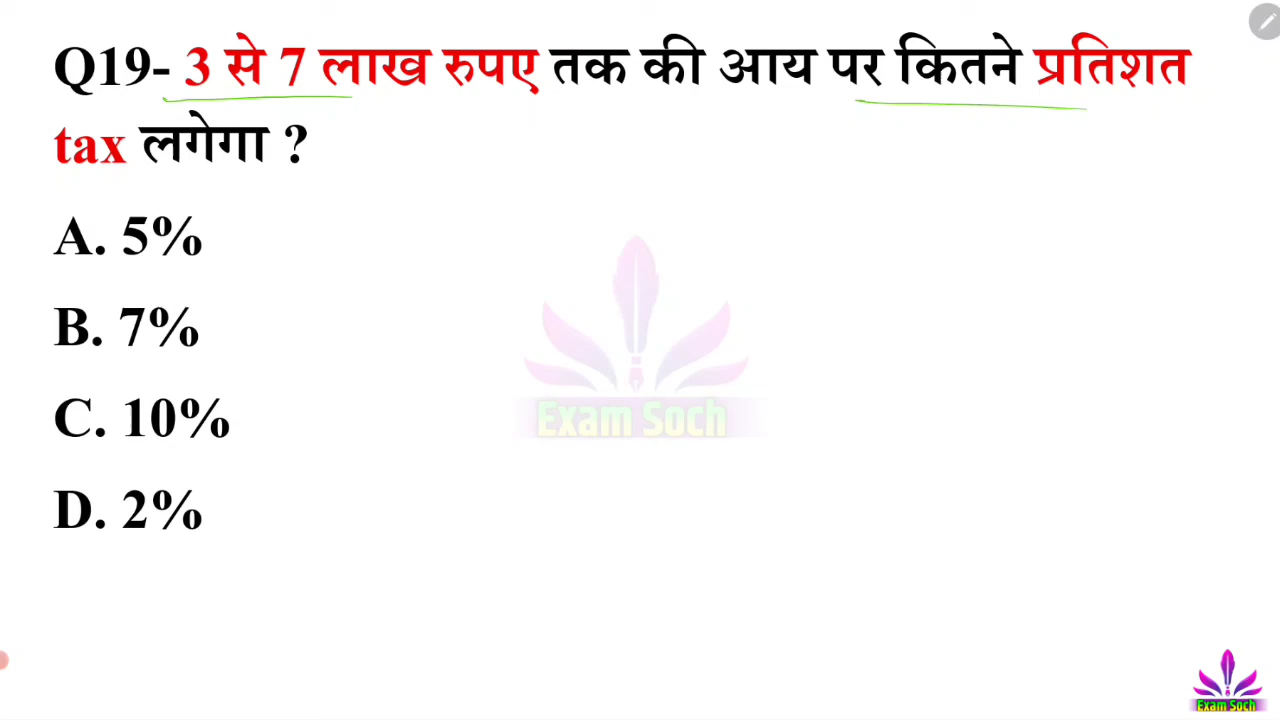 Q19- 3 से 7 लाख रुपए तक की आय पर कितने प्रतिशत
tax लगेगा ?
A. 5%
B. 7%
C. 10%
D. 2%
Exam Soch
Exam Soch